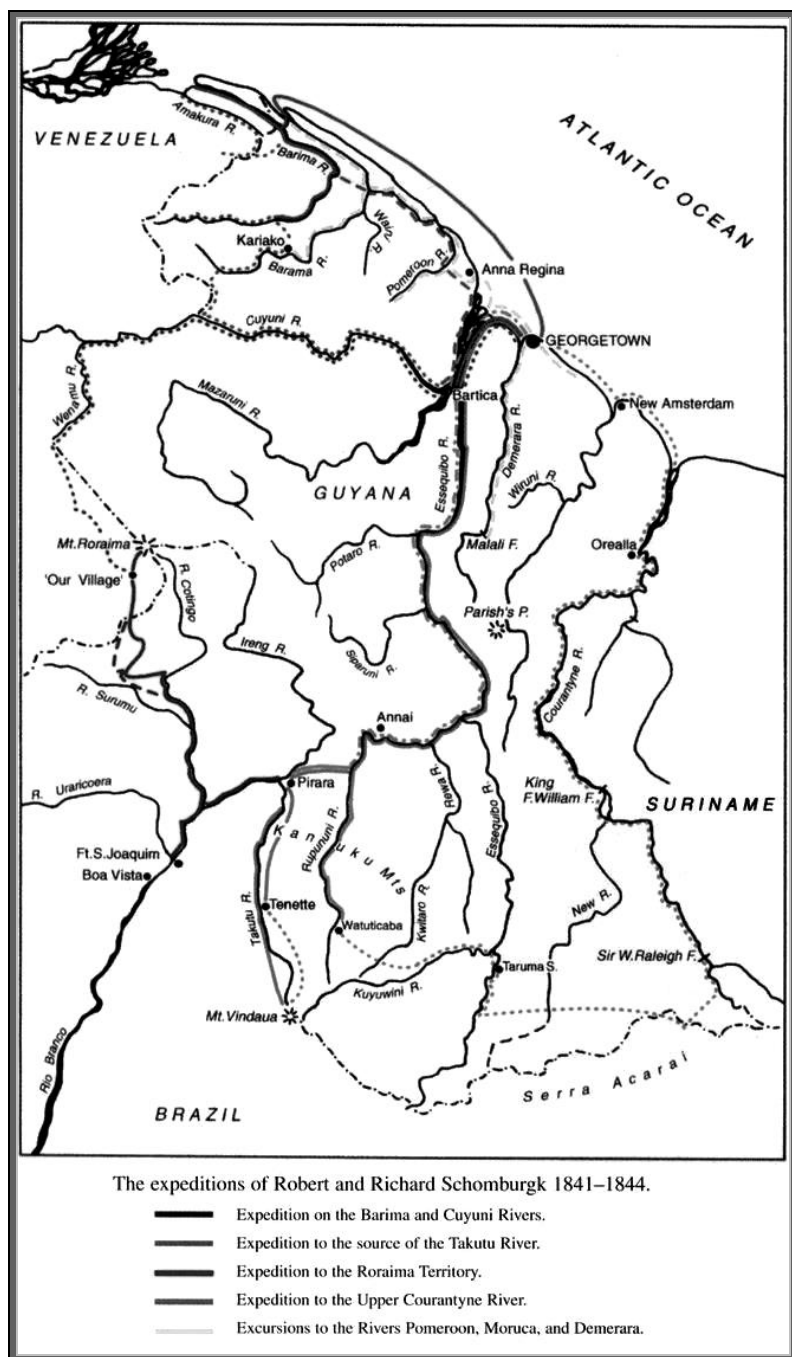 VENEZUELA
Amakura R.
ATLANTIC OCEAN
Barima R.
Waini R.
Kariako
Barama R.
Pomeroon R.
Anna Regina
Cuyuni R.
GEORGETOWN
Wenamu R.
Mazaruni R.
Bartica
New Amsterdam
Demerara R.
Essequibo R.
Wiruni R.
GUYANA
Mt.Roraima
Potaro R.
Malali F.
Orealla
'Our Village'
R. Cotingo
Parish's P.
Ireng R.
Siparuni R.
Courantyne R.
R. Surumu
Annai
R. Uraricoera
Pirara
Rewa R.
Essequibo R.
King
F.William F.
SURINAME
Kanuku Mts
Rupununi R.
Ft.S.Joaquim
Boa Vista
Takutu R.
Tenette
Watuticaba
Kwitaro R.
New R.
Sir W.Raleigh F.
Taruma S.
Kuyuwini R.
Mt.Vindaua
Rio Branco
Serra Acarai
BRAZIL
The expeditions of Robert and Richard Schomburgk 1841–1844.
Expedition on the Barima and Cuyuni Rivers.
Expedition to the source of the Takutu River.
Expedition to the Roraima Territory.
Expedition to the Upper Courantyne River.
Excursions to the Rivers Pomeroon, Moruca, and Demerara.